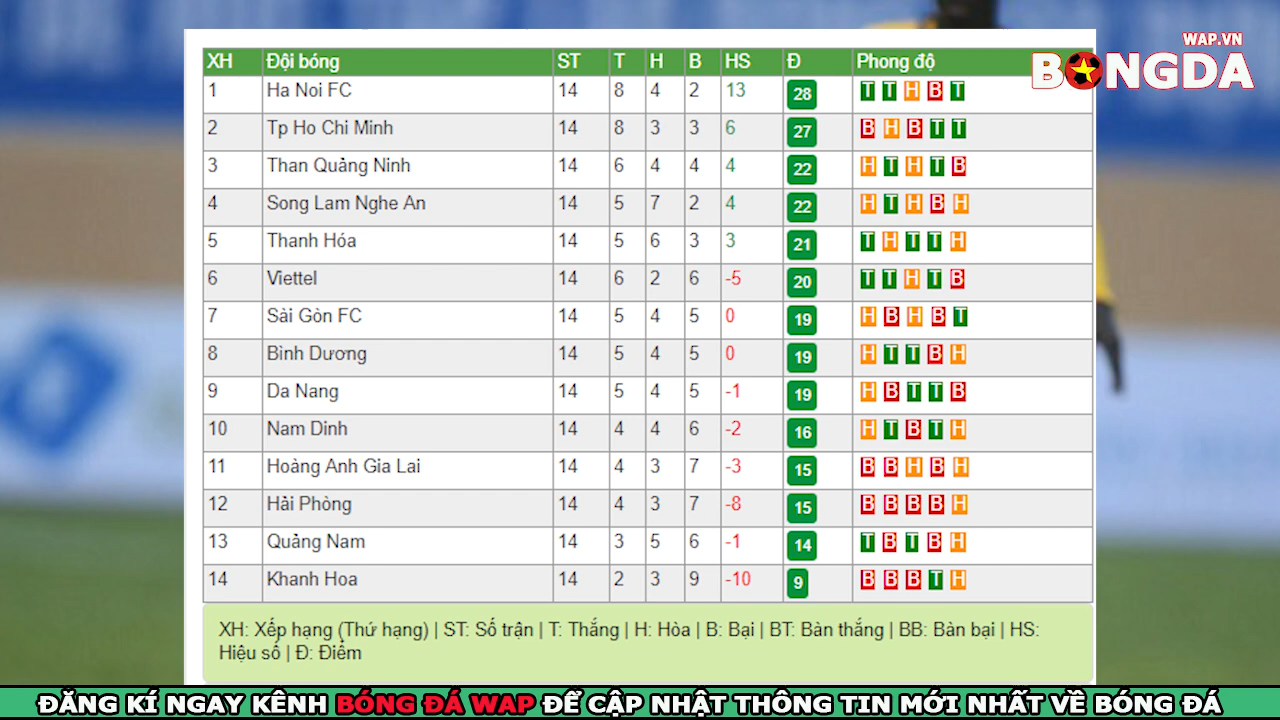 WAP.VN
BONGDA
XH Đội bóng ST T H B HS Đ Phong độ
1 Ha Noi FC 14 8 4 2 13 28 T T H B T
2 Tp Ho Chi Minh 14 8 3 3 6 27 B H B T T
3 Than Quảng Ninh 14 6 4 4 4 22 H T H T B
4 Song Lam Nghe An 14 5 7 2 4 22 H T H B H
5 Thanh Hóa 14 5 6 3 3 21 T H T T H
6 Viettel 14 6 2 6 -5 20 T T H T B
7 Sài Gòn FC 14 5 4 5 0 19 H B H B T
8 Bình Dương 14 5 4 5 0 19 H T T B H
9 Da Nang 14 5 4 5 -1 19 H B T T B
10 Nam Dinh 14 4 4 6 -2 16 H T B T H
11 Hoàng Anh Gia Lai 14 4 3 7 -3 15 B B H B H
12 Hải Phòng 14 4 3 7 -8 15 B B B B H
13 Quảng Nam 14 3 5 6 -1 14 T B T B H
14 Khanh Hoa 14 2 3 9 -10 9 B B B T H
XH: Xếp hạng (Thứ hạng) | ST: Số trận | T: Thắng | H: Hòa | B: Bại | BT: Bàn thắng | BB: Bàn bại | HS:
Hiệu số | Đ: Điểm
ĐĂNG KÍ NGAY KÊNH BÓNG ĐÁ WAP ĐỂ CẬP NHẬT THÔNG TIN MỚI NHẤT VỀ BÓNG ĐÁ